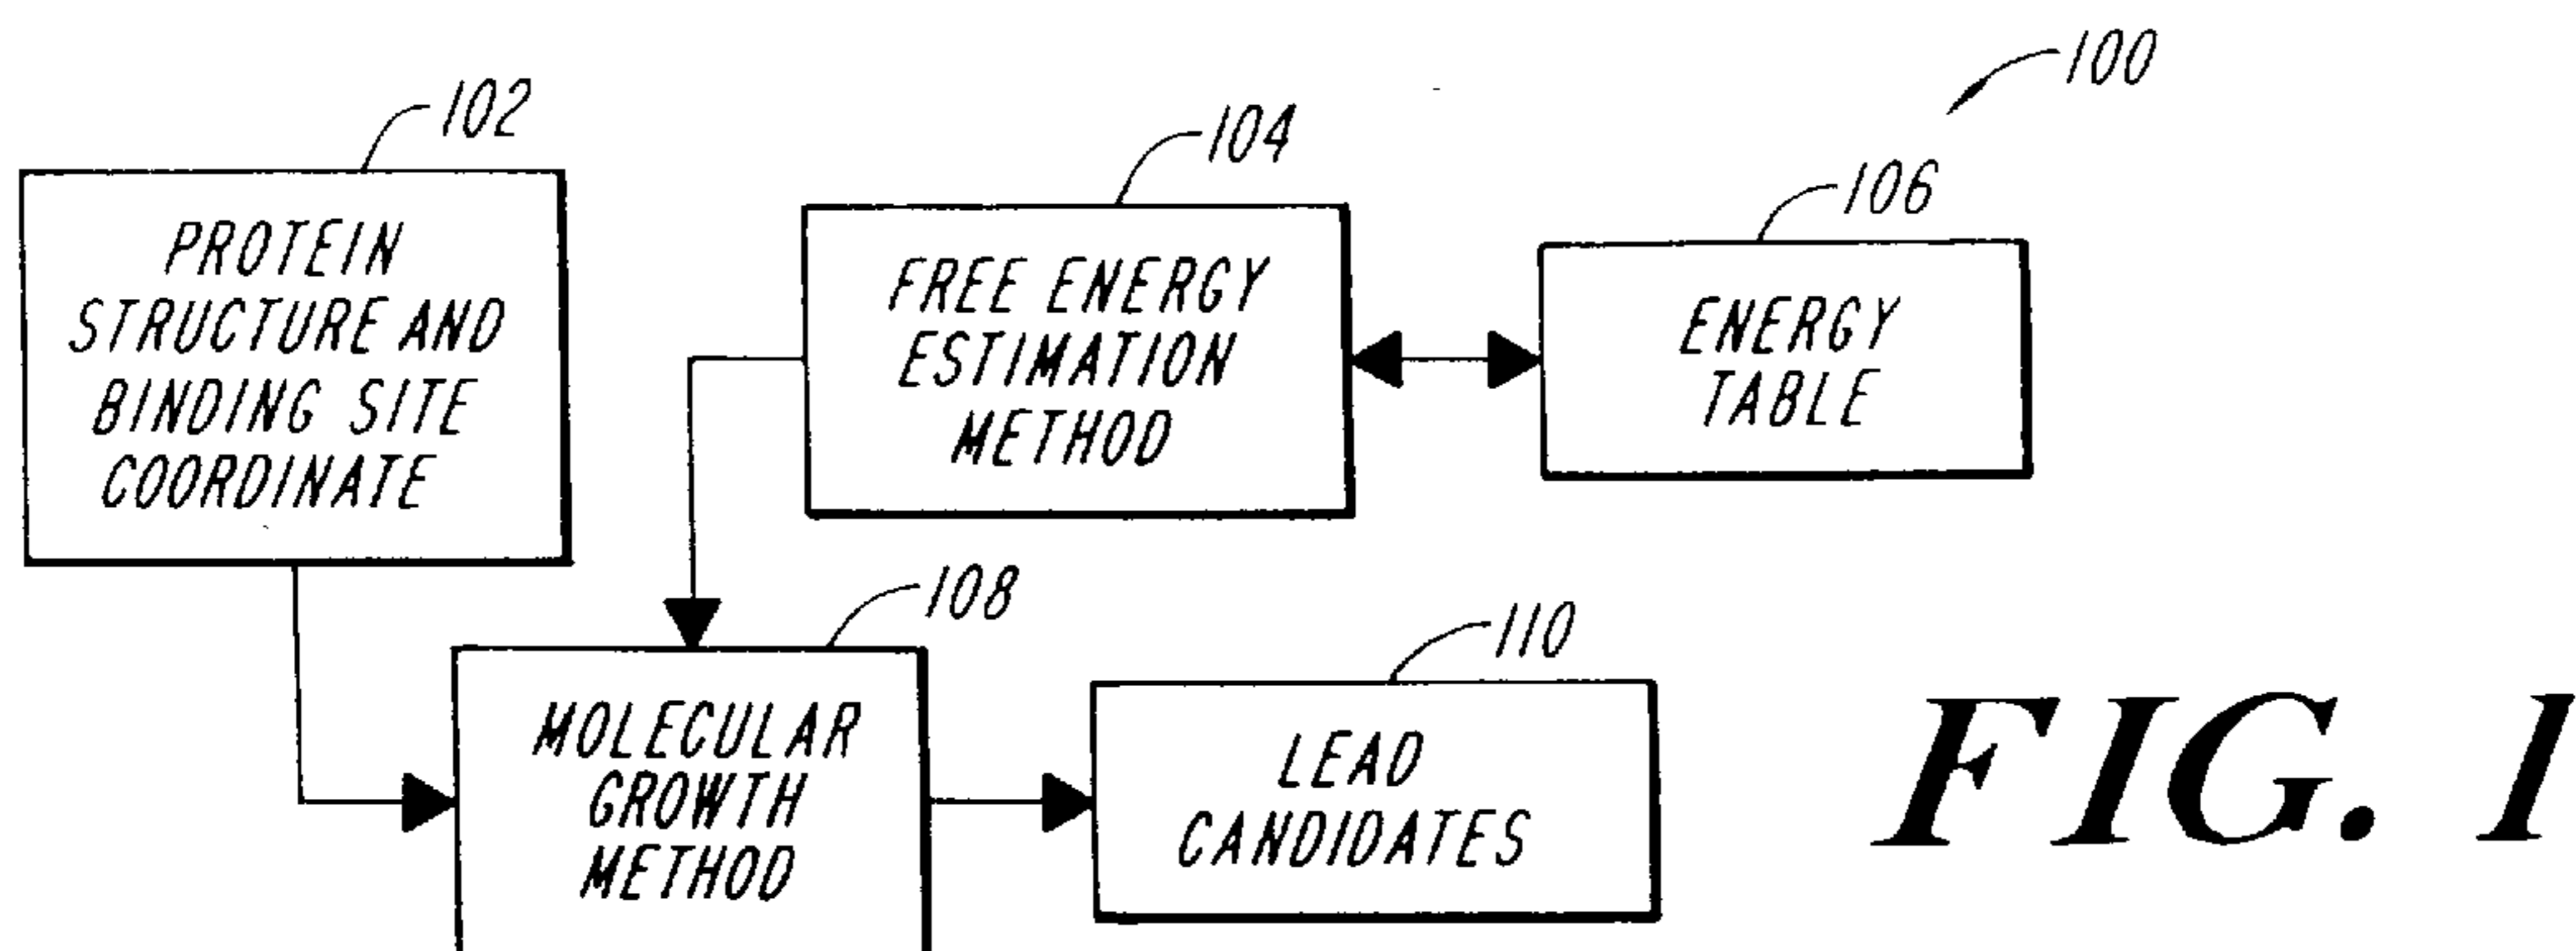 100
102
PROTEIN
STRUCTURE AND
BINDING SITE
COORDINATE
104
FREE ENERGY
ESTIMATION
METHOD
106
ENERGY
TABLE
108
MOLECULAR
GROWTH
METHOD
110
LEAD
CANDIDATES
FIG. 1